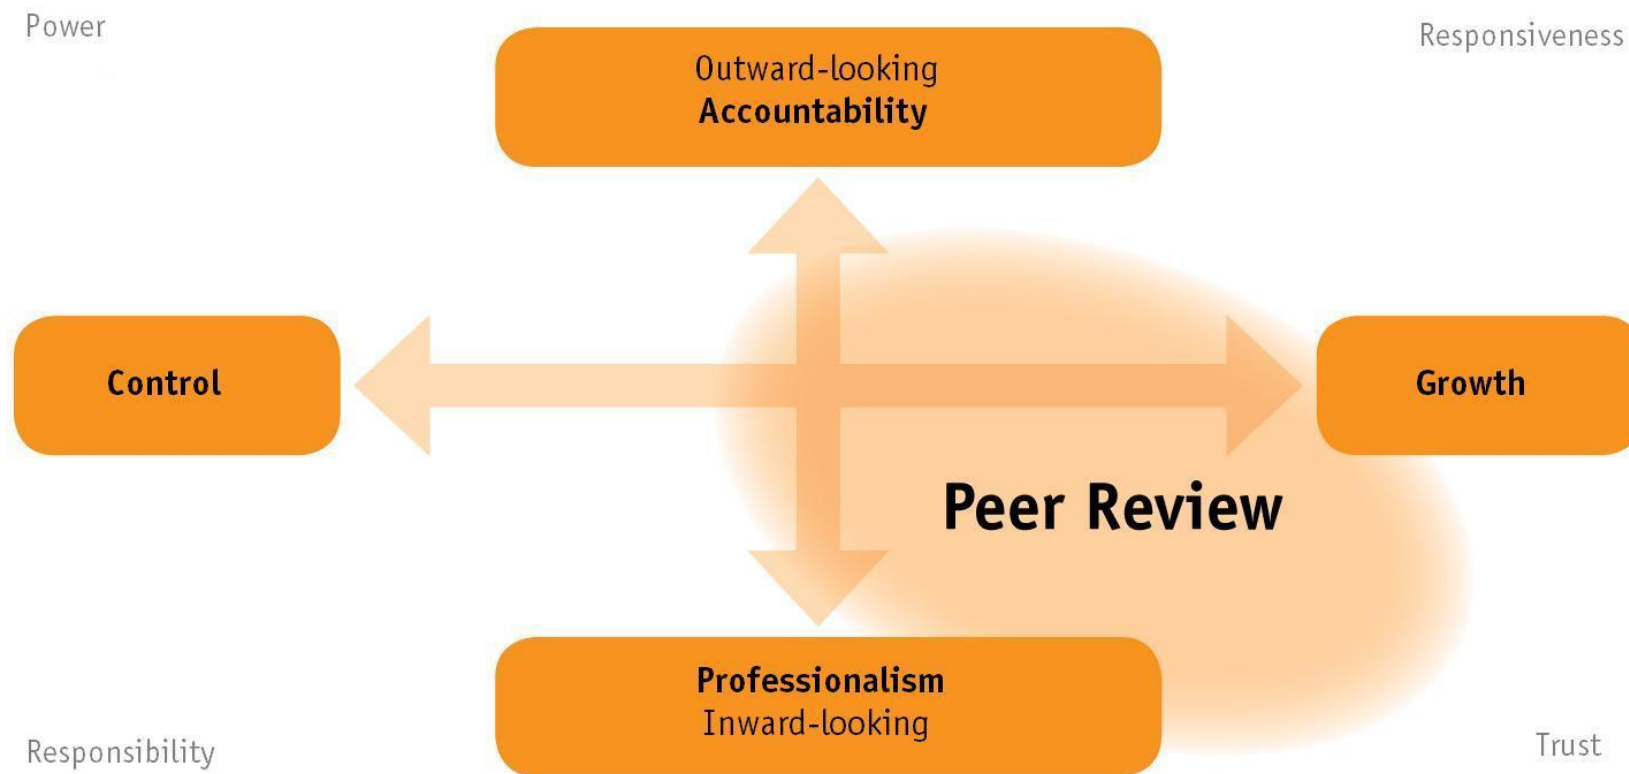 Power
Responsiveness
Outward-looking
Accountability
Control
Growth
Peer Review
Professionalism
Inward-looking
Responsibility
Trust